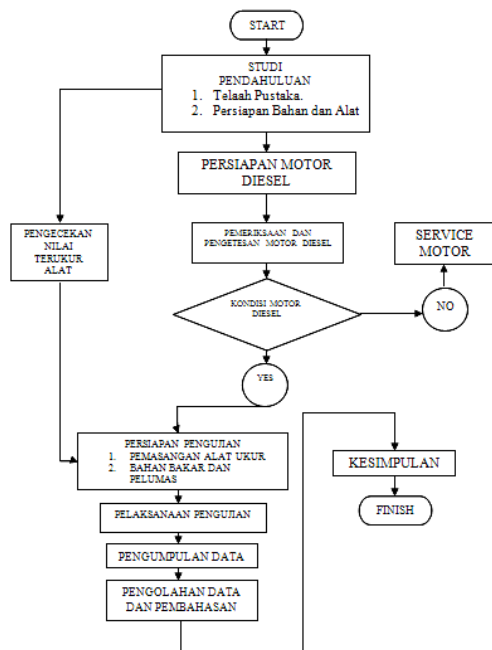 START
STUDI
PENDAHULUAN
1. Telaah Pustaka.
2. Persiapan Bahan dan Alat
PERSIAPAN MOTOR
DIESEL
PENGECEKAN
NILAI
TERUKUR
ALAT
PEMERIKSAAN DAN
PENGETESAN MOTOR DIESEL
SERVICE
MOTOR
KONDISI MOTOR
DIESEL
NO
YES
PERSIAPAN PENGUJIAN
1. PEMASANGAN ALAT UKUR
2. BAHAN BAKAR DAN
PELUMAS
PELAKSANAAN PENGUJIAN
PENGUMPULAN DATA
PENGOLAHAN DATA
DAN PEMBAHASAN
KESIMPULAN
FINISH